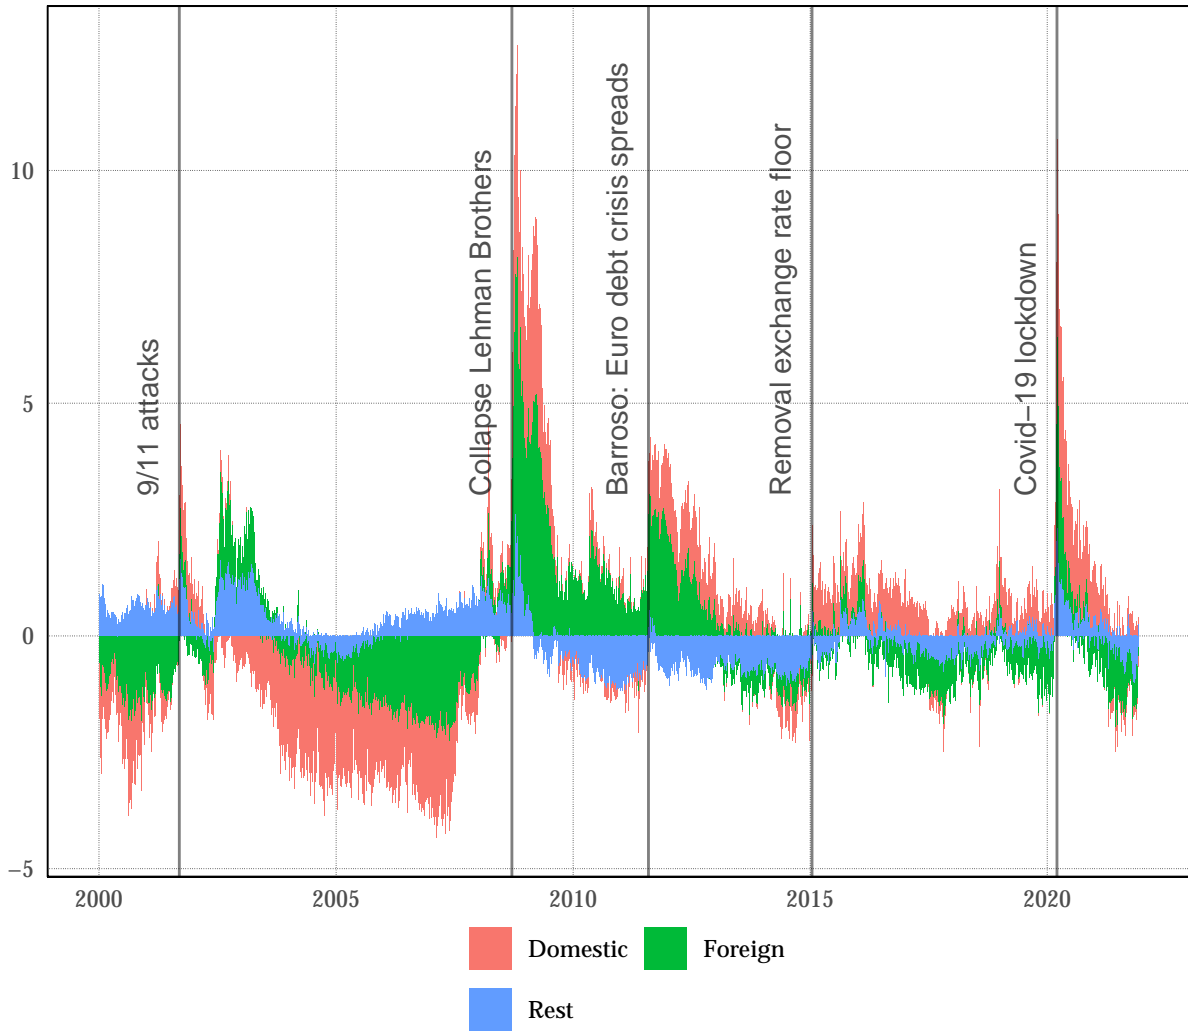 10
5
0
−5
9/11 attacks
Collapse Lehman Brothers
Barroso: Euro debt crisis spreads
Removal exchange rate floor
Covid−19 lockdown
2000
2005
2010
2015
2020
Domestic
Foreign
Rest